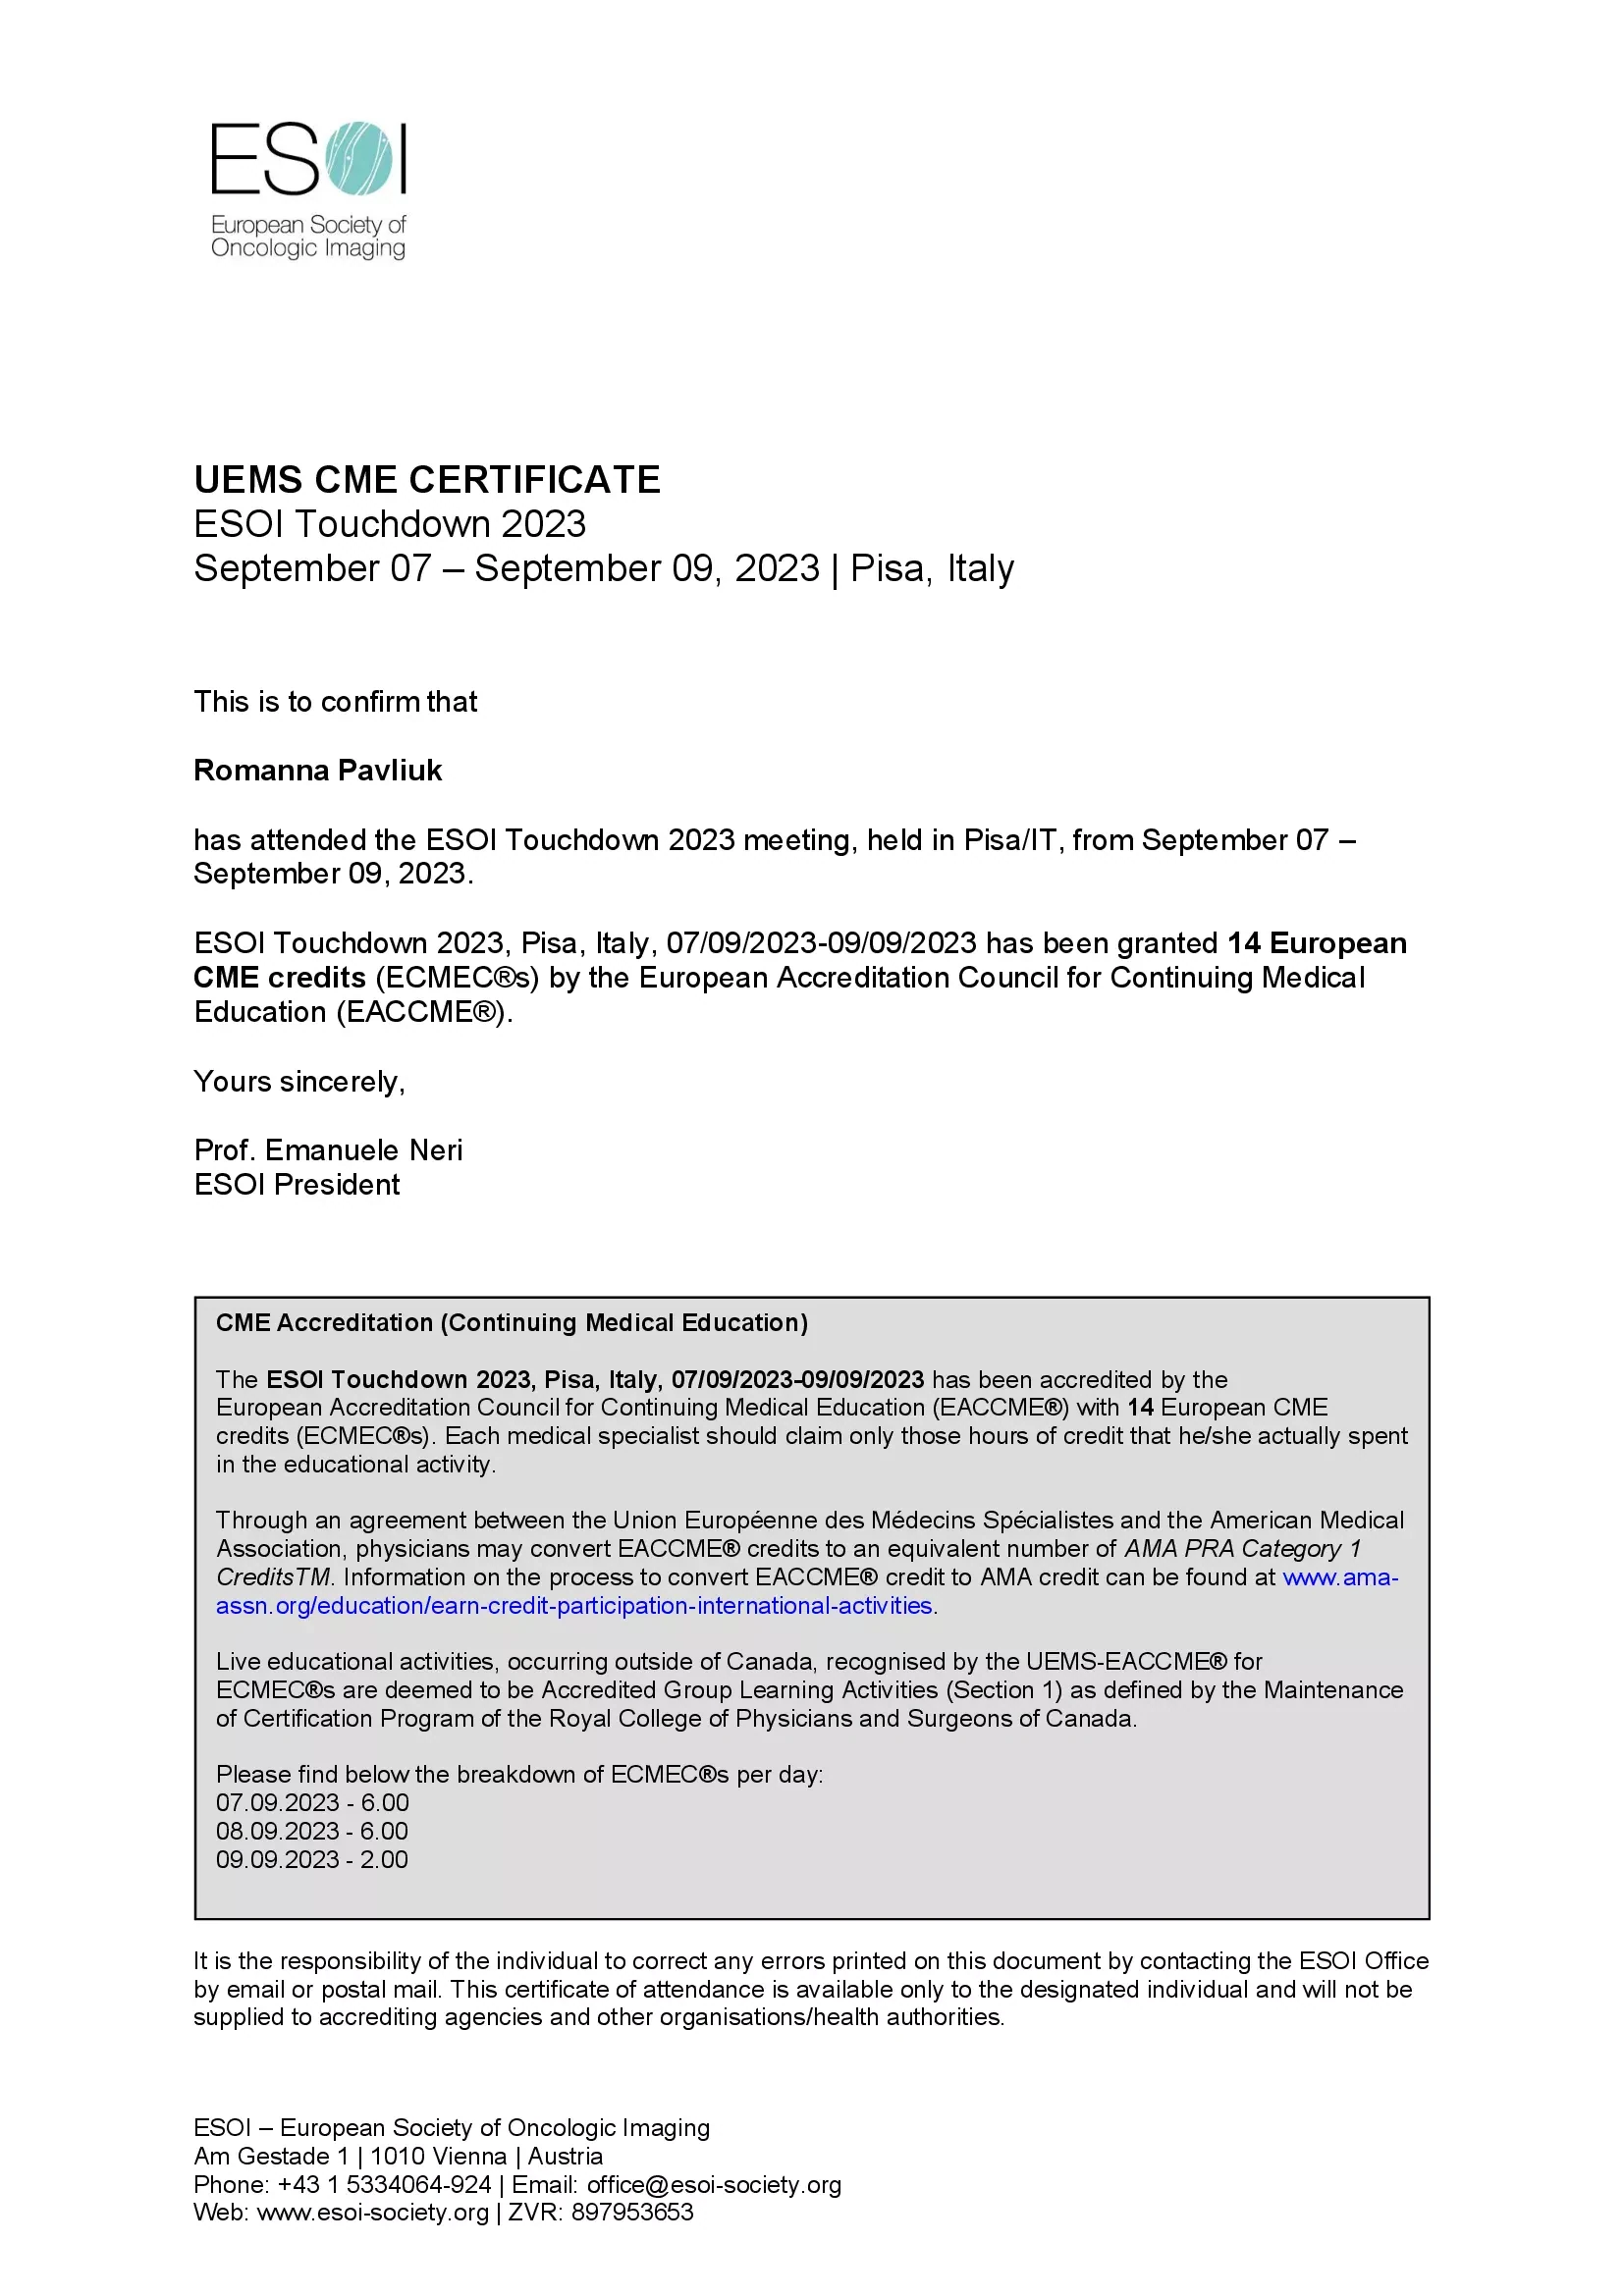 ESOI
European Society of
Oncologic Imaging
UEMS CME CERTIFICATE
ESOI Touchdown 2023
September 07 – September 09, 2023 | Pisa, Italy
This is to confirm that
Romanna Pavliuk
has attended the ESOI Touchdown 2023 meeting, held in Pisa/IT, from September 07 –
September 09, 2023.
ESOI Touchdown 2023, Pisa, Italy, 07/09/2023-09/09/2023 has been granted 14 European
CME credits (ECMEC®s) by the European Accreditation Council for Continuing Medical
Education (EACCME®).
Yours sincerely,
Prof. Emanuele Neri
ESOI President
CME Accreditation (Continuing Medical Education)
The ESOI Touchdown 2023, Pisa, Italy, 07/09/2023-09/09/2023 has been accredited by the
European Accreditation Council for Continuing Medical Education (EACCME®) with 14 European CME
credits (ECMEC®s). Each medical specialist should claim only those hours of credit that he/she actually spent
in the educational activity.
Through an agreement between the Union Européenne des Médecins Spécialistes and the American Medical
Association, physicians may convert EACCME® credits to an equivalent number of AMA PRA Category 1
CreditsTM. Information on the process to convert EACCME® credit to AMA credit can be found at www.ama-
assn.org/education/earn-credit-participation-international-activities.
Live educational activities, occurring outside of Canada, recognised by the UEMS-EACCME® for
ECMEC®s are deemed to be Accredited Group Learning Activities (Section 1) as defined by the Maintenance
of Certification Program of the Royal College of Physicians and Surgeons of Canada.
Please find below the breakdown of ECMEC®s per day:
07.09.2023 - 6.00
08.09.2023 - 6.00
09.09.2023 - 2.00
It is the responsibility of the individual to correct any errors printed on this document by contacting the ESOI Office
by email or postal mail. This certificate of attendance is available only to the designated individual and will not be
supplied to accrediting agencies and other organisations/health authorities.
ESOI – European Society of Oncologic Imaging
Am Gestade 1 | 1010 Vienna | Austria
Phone: +43 1 5334064-924 | Email: office@esoi-society.org
Web: www.esoi-society.org | ZVR: 897953653